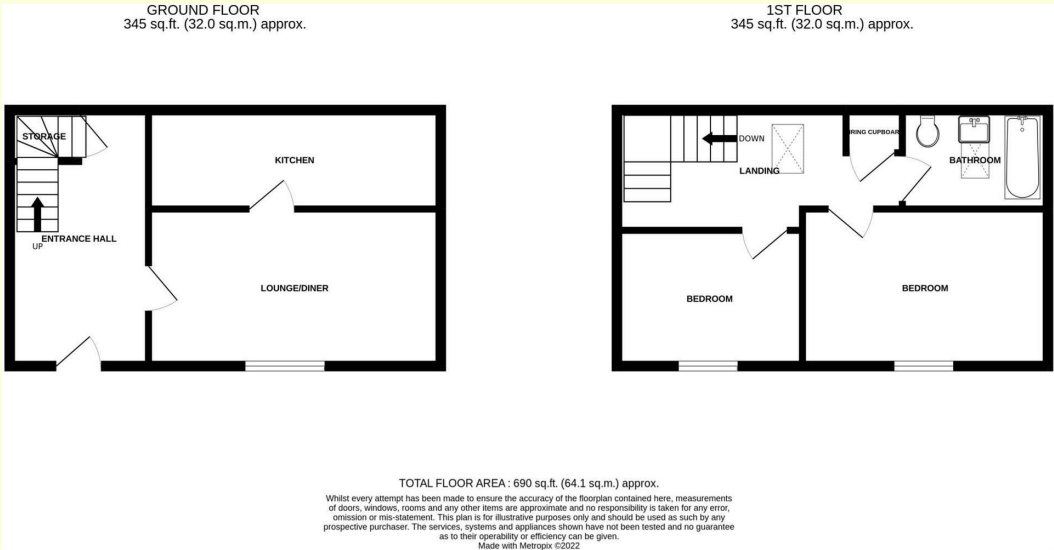 GROUND FLOOR
345 sq.ft. (32.0 sq.m.) approx.
1ST FLOOR
345 sq.ft. (32.0 sq.m.) approx.
STORAGE
KITCHEN
UP
ENTRANCE HALL
LOUNGE/DINER
DOWN
LANDING
IRING CUPBOAR
BATHROOM
BEDROOM
BEDROOM
TOTAL FLOOR AREA : 690 sq.ft. (64.1 sq.m.) approx.
Whilst every attempt has been made to ensure the accuracy of the floorplan contained here, measurements
of doors, windows, rooms and any other items are approximate and no responsibility is taken for any error,
omission or mis-statement. This plan is for illustrative purposes only and should be used as such by any
prospective purchaser. The services, systems and appliances shown have not been tested and no guarantee
as to their operability or efficiency can be given.
Made with Metropix ©2022